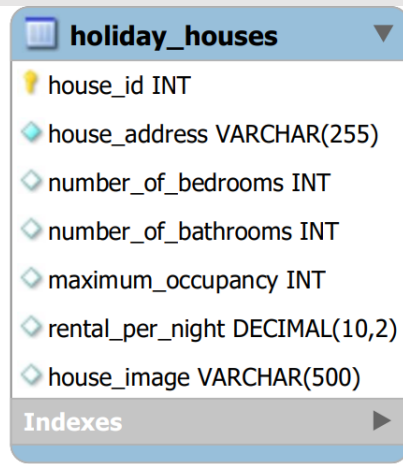 holiday_houses
house_id INT
house_address VARCHAR(255)
number_of_bedrooms INT
number_of_bathrooms INT
maximum_occupancy INT
rental_per_night DECIMAL(10,2)
house_image VARCHAR(500)
Indexes